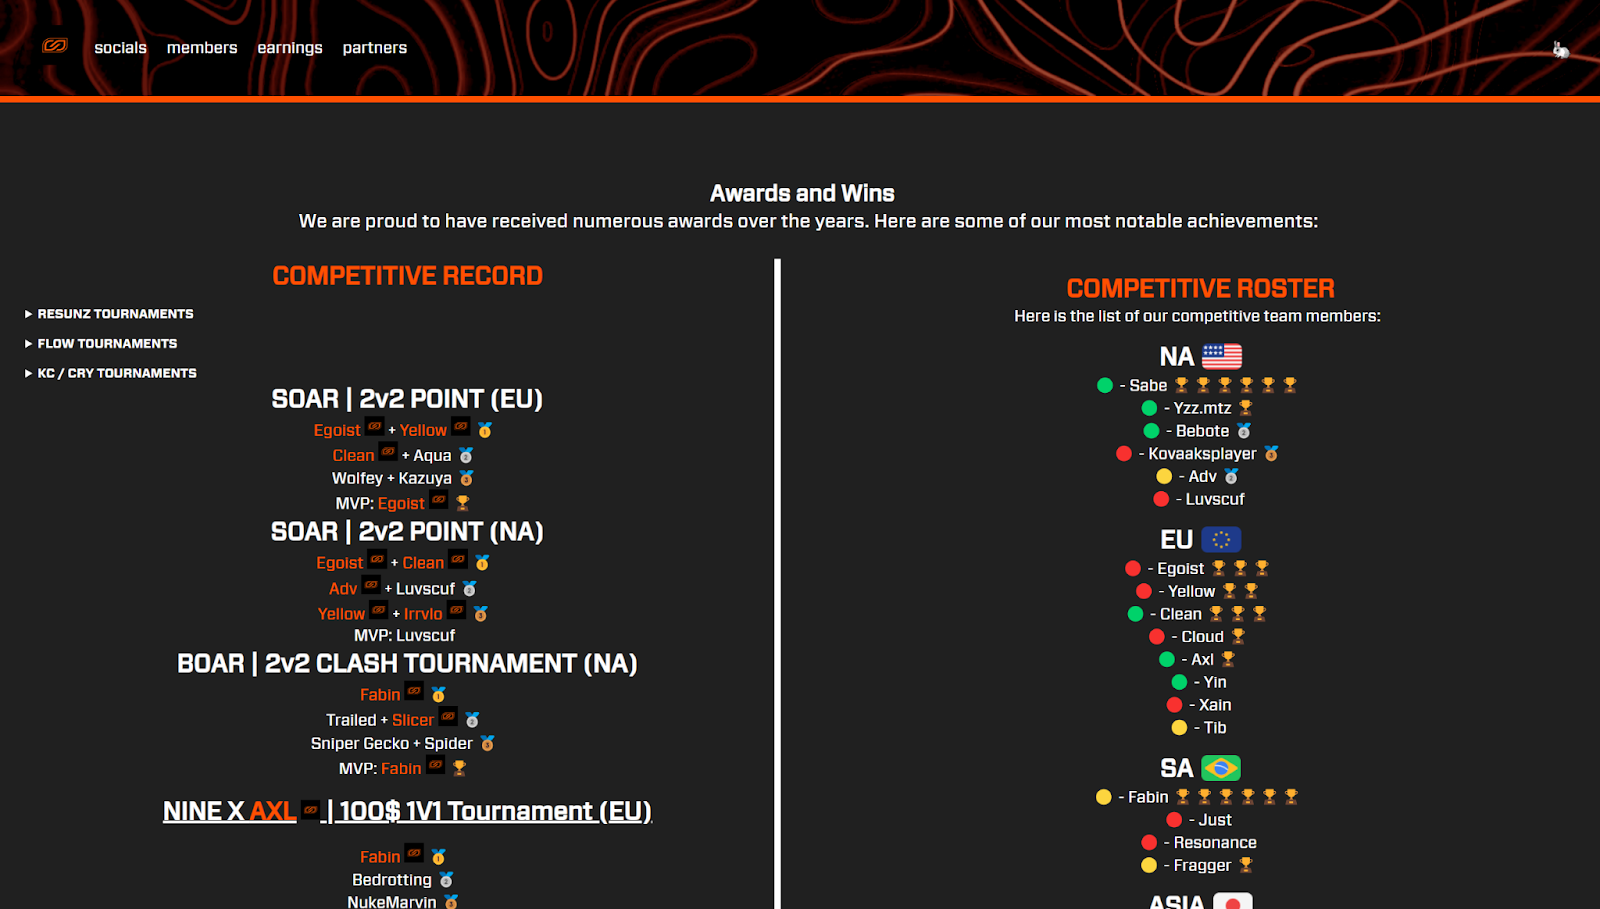 socials members earnings partners
Awards and Wins
We are proud to have received numerous awards over the years. Here are some of our most notable achievements:
COMPETITIVE RECORD
RESUNZ TOURNAMENTS
FLOW TOURNAMENTS
KC / CRY TOURNAMENTS
SOAR | 2v2 POINT (EU)
Egoist + Yellow
Clean + Aqua
Wolfey + Kazuya
MVP: Egoist
SOAR | 2v2 POINT (NA)
Egoist + Clean
Adv + Luvscuf
Yellow + Irrvlo
MVP: Luvscuf
BOAR | 2v2 CLASH TOURNAMENT (NA)
Fabin
Trailed + Slicer
Sniper Gecko + Spider
MVP: Fabin
NINE X AXL | 100$ 1V1 Tournament (EU)
Fabin
Bedrotting
NukeMarvin
COMPETITIVE ROSTER
Here is the list of our competitive team members:
NA
- Sabe
- Yzz.mtz
- Bebote
- Kovaaksplayer
- Adv
- Luvscuf
EU
- Egoist
- Yellow
- Clean
- Cloud
- Axl
- Yin
- Xain
- Tib
SA
- Fabin
- Just
- Resonance
- Fragger
ASIA